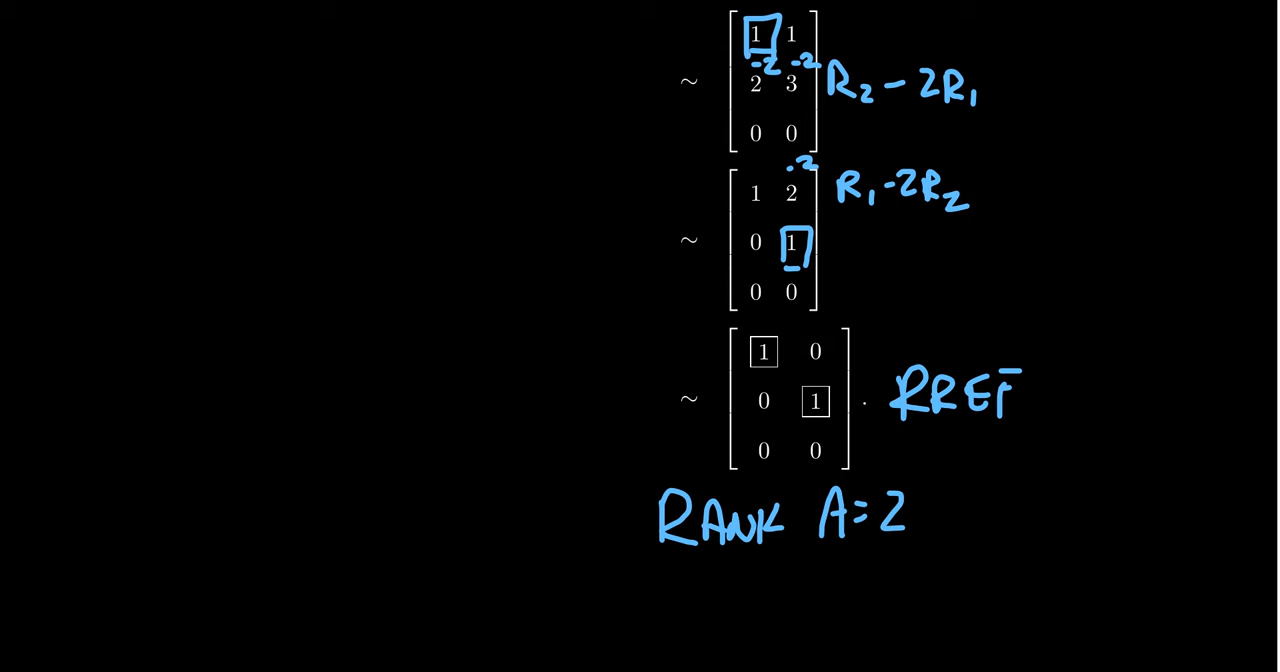 1 1
-2 -2
∼ 2 3 R₂ - 2R₁
0 0
-2
1 2 R₁ - 2R₂
∼ 0 1
0 0
1 0
∼ 0 1 . RREF
0 0
RANK A = 2